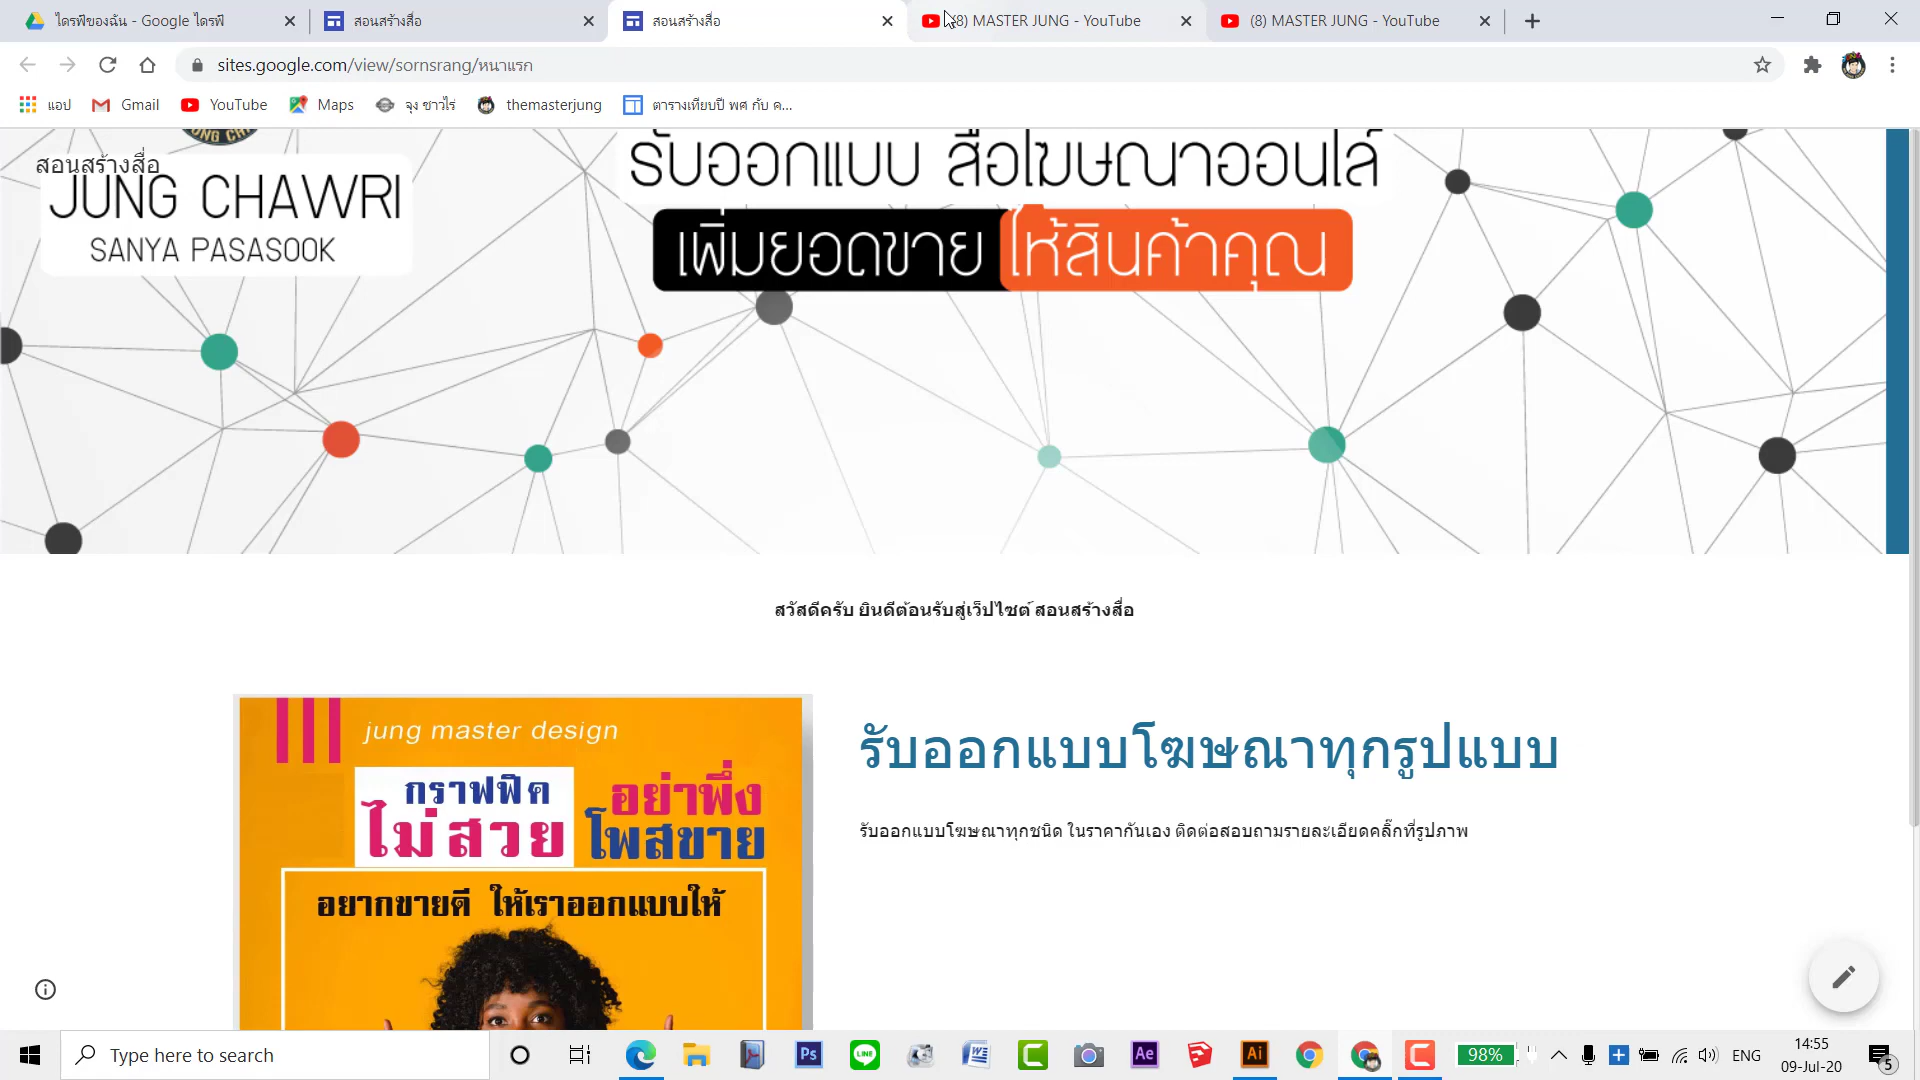 ไดรฟ์ของฉัน - Google ไดรฟ์
สอนสร้างสื่อ
สอนสร้างสื่อ
(8) MASTER JUNG - YouTube
(8) MASTER JUNG - YouTube
sites.google.com/view/sornsrang/หน้าแรก
แอป
Gmail
YouTube
Maps
จุง ชาวไร่
themasterjung
ตารางเทียบปี พศ กับ ค...
สอนสร้างสื่อ
JUNG CHAWRI
SANYA PASASOOK
รับออกแบบ สื่อโฆษณาออนไล์
เพิ่มยอดขาย ให้สินค้าคุณ
สวัสดีครับ ยินดีต้อนรับสู่เว็ปไซต์ สอนสร้างสื่อ
jung master design
กราฟฟิค
ไม่สวย
อย่าพึ่ง
โพสขาย
อยากขายดี ให้เราออกแบบให้
รับออกแบบโฆษณาทุกรูปแบบ
รับออกแบบโฆษณาทุกชนิด ในราคากันเอง ติดต่อสอบถามรายละเอียดคลิ๊กที่รูปภาพ
Type here to search
98%
ENG
14:55
09-Jul-20
5